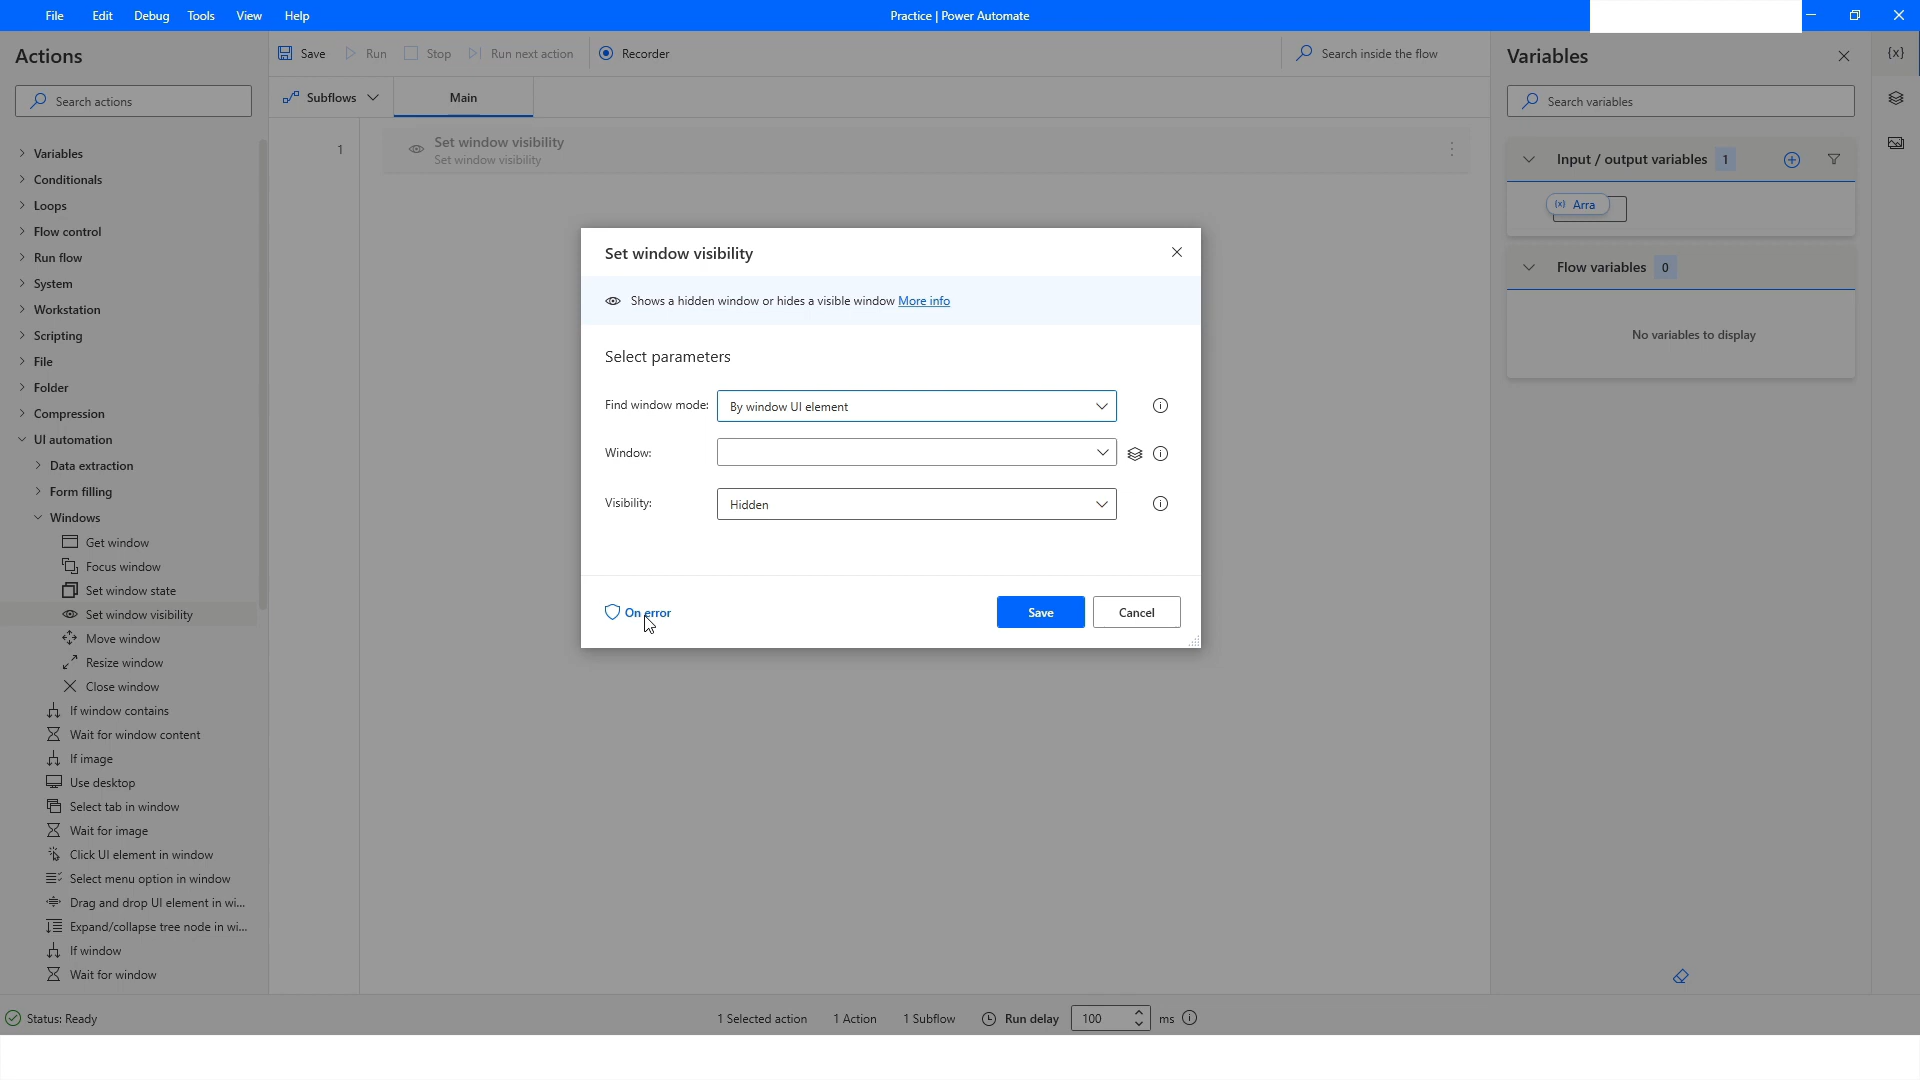 File Edit Debug Tools View Help
Practice | Power Automate
Actions
Search actions
Variables
Conditionals
Loops
Flow control
Run flow
System
Workstation
Scripting
File
Folder
Compression
UI automation
Data extraction
Form filling
Windows
Get window
Focus window
Set window state
Set window visibility
Move window
Resize window
Close window
If window contains
Wait for window content
If image
Use desktop
Select tab in window
Wait for image
Click UI element in window
Select menu option in window
Drag and drop UI element in wi...
Expand/collapse tree node in wi...
If window
Wait for window
Save Run Stop Run next action Recorder
Search inside the flow
Subflows Main
1
Set window visibility
Set window visibility
Set window visibility
Shows a hidden window or hides a visible window More info
Select parameters
Find window mode: By window UI element
Window:
Visibility: Hidden
On error
Save Cancel
Variables
{x}
Search variables
Input / output variables 1
(x) Arra
Flow variables 0
No variables to display
Status: Ready
1 Selected action 1 Action 1 Subflow Run delay 100 ms